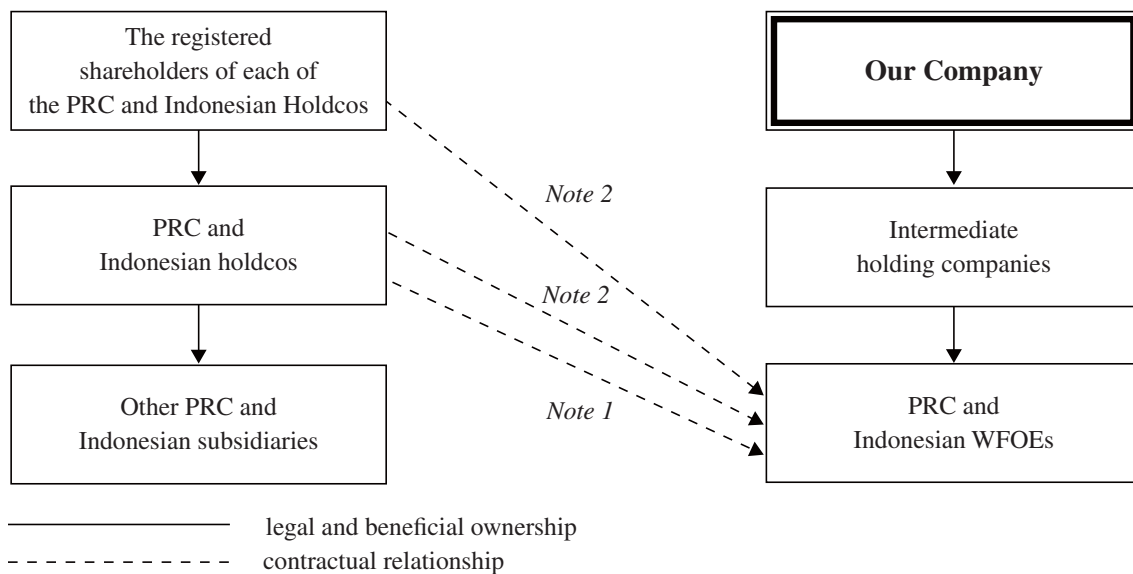 The registered
shareholders of each of
the PRC and Indonesian Holdcos
Our Company
Note 2
PRC and
Indonesian holdcos
Intermediate
holding companies
Note 2
Other PRC and
Indonesian subsidiaries
Note 1
PRC and
Indonesian WFOEs
legal and beneficial ownership
contractual relationship